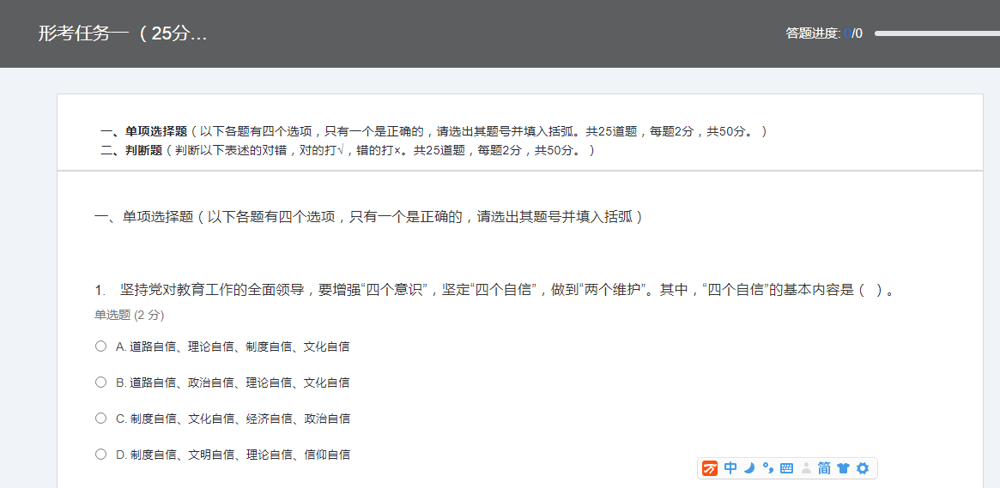 形考任务一（25分...
答题进度: 0/0
一、单项选择题（以下各题有四个选项，只有一个是正确的，请选出其题号并填入括弧。共25道题，每题2分，共50分。）
二、判断题（判断以下表述的对错，对的打√，错的打×。共25道题，每题2分，共50分。）
一、单项选择题（以下各题有四个选项，只有一个是正确的，请选出其题号并填入括弧）
1. 坚持党对教育工作的全面领导，要增强“四个意识”，坚定“四个自信”，做到“两个维护”。其中，“四个自信”的基本内容是（ ）。
单选题 (2 分)
A. 道路自信、理论自信、制度自信、文化自信
B. 道路自信、政治自信、理论自信、文化自信
C. 制度自信、文化自信、经济自信、政治自信
D. 制度自信、文明自信、理论自信、信仰自信
中 简